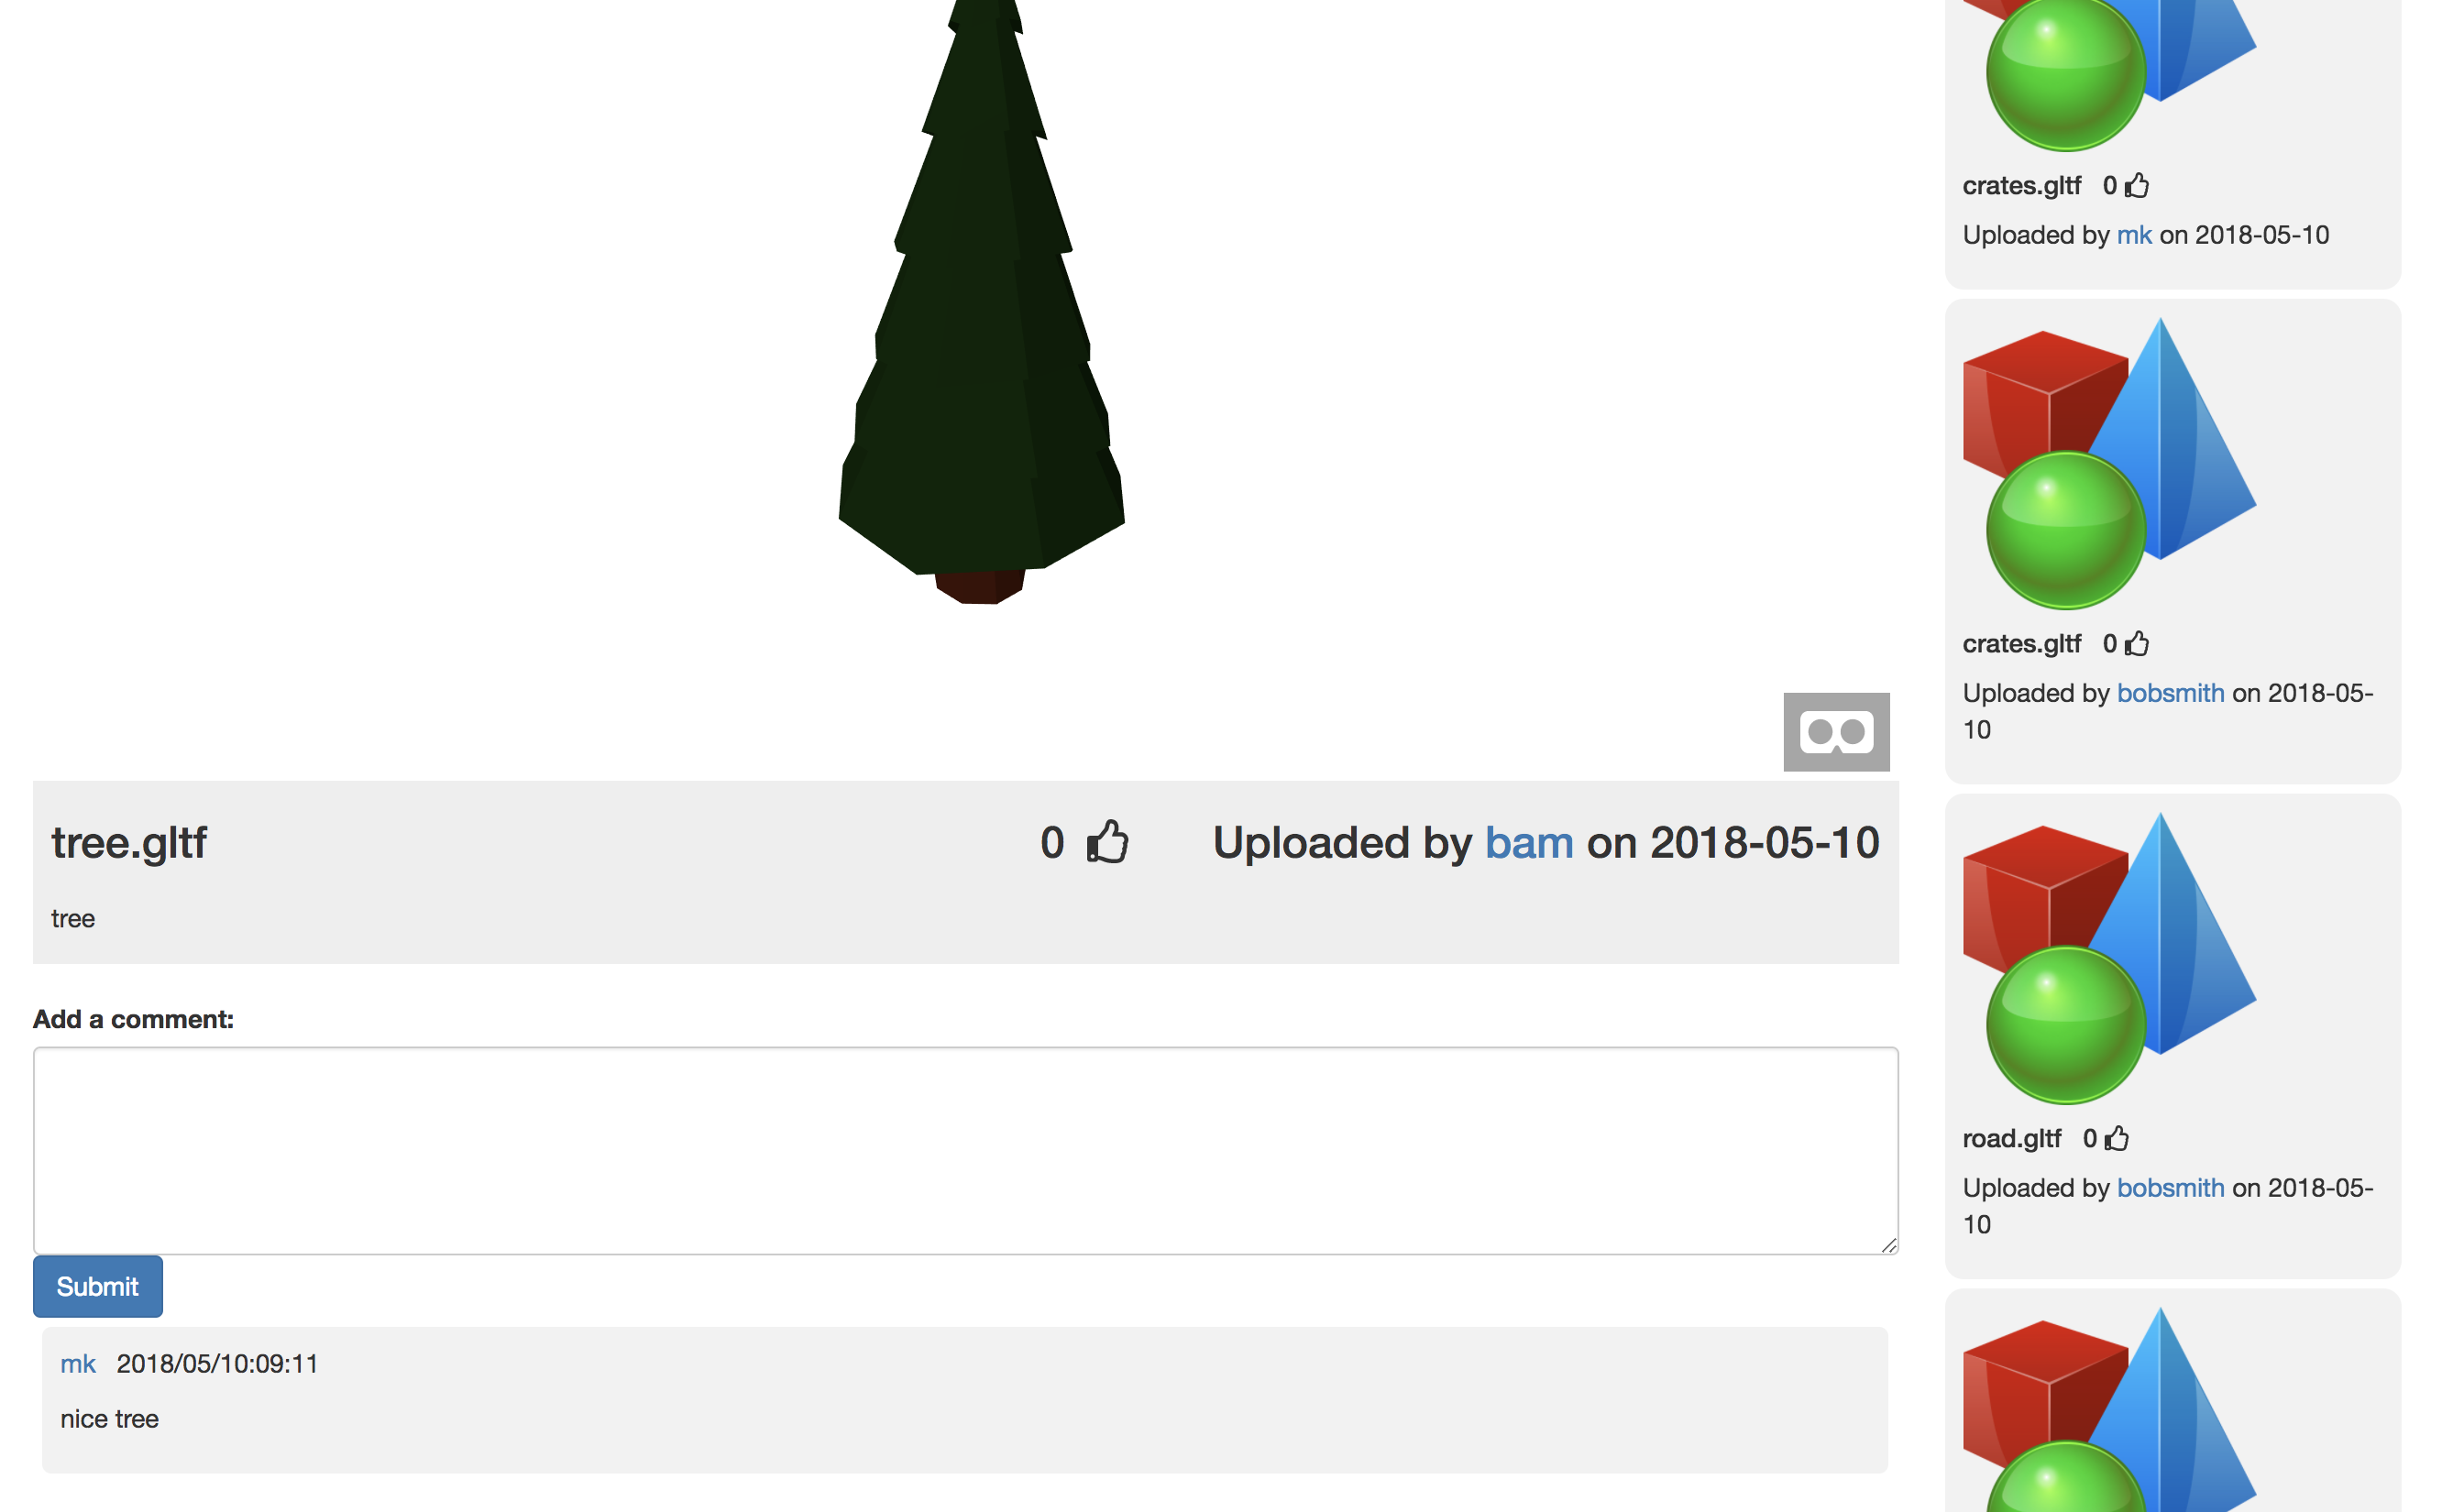 tree.gltf 0 Uploaded by bam on 2018-05-10
tree
Add a comment:
Submit
mk 2018/05/10:09:11
nice tree
crates.gltf 0
Uploaded by mk on 2018-05-10
crates.gltf 0
Uploaded by bobsmith on 2018-05-
10
road.gltf 0
Uploaded by bobsmith on 2018-05-
10